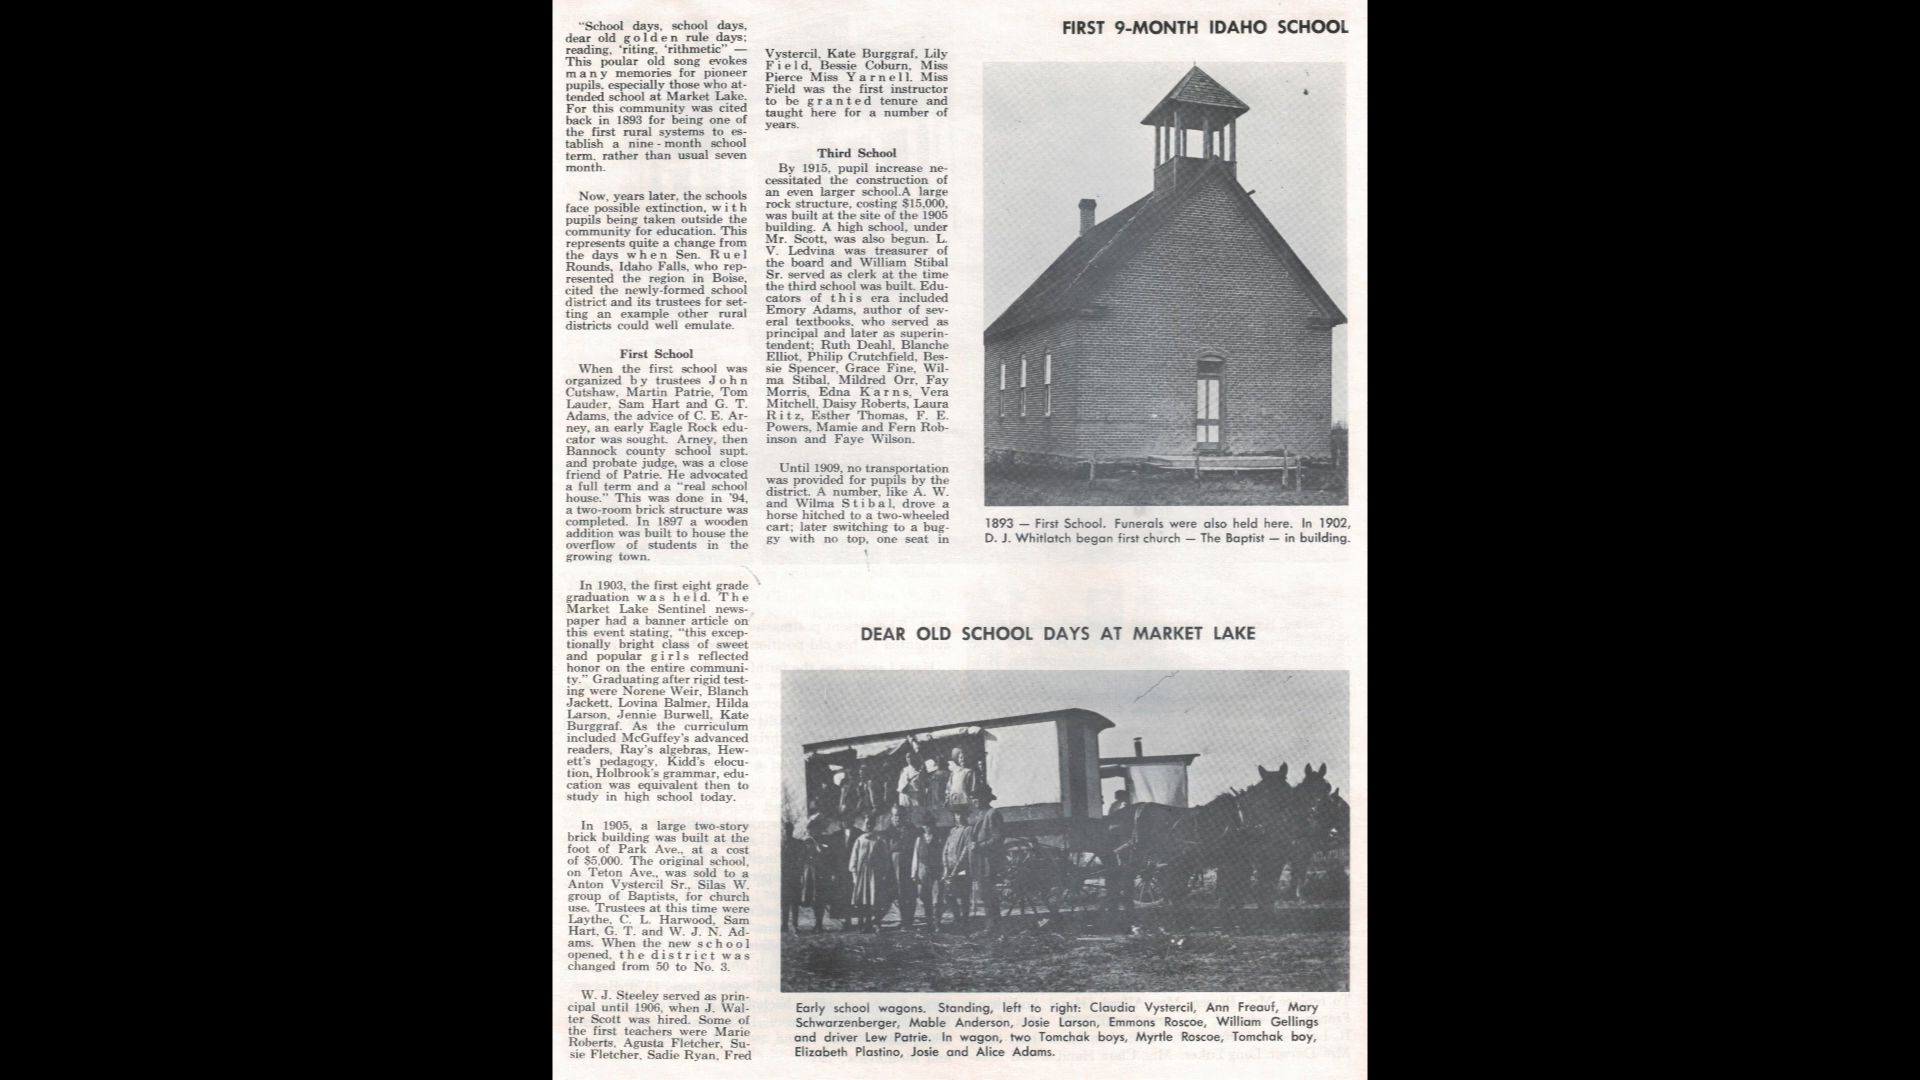 "School days, school days,
dear old golden rule days;
reading, 'riting, 'rithmetic" —
This poular old song evokes
many memories for pioneer
pupils, especially those who at-
tended school at Market Lake.
For this community was cited
back in 1893 for being one of
the first rural systems to es-
tablish a nine-month school
term. rather than usual seven
month.
Now, years later, the schools
face possible extinction, with
pupils being taken outside the
community for education. This
represents quite a change from
the days when Sen. Ruel
Rounds, Idaho Falls, who rep-
resented the region in Boise,
cited the newly-formed school
district and its trustees for set-
ting an example other rural
districts could well emulate.
First School
When the first school was
organized by trustees John
Cutshaw, Martin Patrie, Tom
Lauder, Sam Hart and G. T.
Adams, the advice of C. E. Ar-
ney, an early Eagle Rock edu-
cator was sought. Arney, then
Bannock county school supt.
and probate judge, was a close
friend of Patrie. He advocated
a full term and a "real school
house." This was done in '94,
a two-room brick structure was
completed. In 1897 a wooden
addition was built to house the
overflow of students in the
growing town.
In 1903, the first eight grade
graduation was held. The
Market Lake Sentinel news-
paper had a banner article on
this event stating, "this excep-
tionally bright class of sweet
and popular girls reflected
honor on the entire communi-
ty." Graduating after rigid test-
ing were Norene Weir, Blanch
Jackett, Lovina Balmer, Hilda
Larson, Jennie Burwell, Kate
Burggraf. As the curriculum
included McGuffey's advanced
readers, Ray's algebras, Hew-
ett's pedagogy, Kidd's elocu-
tion, Holbrook's grammar, edu-
cation was equivalent then to
study in high school today.
In 1905, a large two-story
brick building was built at the
foot of Park Ave., at a cost
of $5,000. The original school,
on Teton Ave., was sold to a
Anton Vystercil Sr., Silas W.
group of Baptists, for church
use. Trustees at this time were
Laythe, C. L. Harwood, Sam
Hart, G. T. and W. J. N. Ad-
ams. When the new school
opened, the district was
changed from 50 to No. 3.
W. J. Steeley served as prin-
cipal until 1906, when J. Wal-
ter Scott was hired. Some of
the first teachers were Marie
Roberts, Agusta Fletcher, Su-
sie Fletcher, Sadie Ryan, Fred
Vystercil, Kate Burggraf, Lily
Field, Bessie Coburn, Miss
Pierce Miss Yarnell. Miss
Field was the first instructor
to be granted tenure and
taught here for a number of
years.
Third School
By 1915, pupil increase ne-
cessitated the construction of
an even larger school.A large
rock structure, costing $15,000,
was built at the site of the 1905
building. A high school, under
Mr. Scott, was also begun. L.
V. Ledvina was treasurer of
the board and William Stibal
Sr. served as clerk at the time
the third school was built. Edu-
cators of this era included
Emory Adams, author of sev-
eral textbooks, who served as
principal and later as superin-
tendent; Ruth Deahl, Blanche
Elliot, Philip Crutchfield, Bes-
sie Spencer, Grace Fine, Wil-
ma Stibal, Mildred Orr, Fay
Morris, Edna Karns, Vera
Mitchell, Daisy Roberts, Laura
Ritz, Esther Thomas, F. E.
Powers, Mamie and Fern Rob-
inson and Faye Wilson.
Until 1909, no transportation
was provided for pupils by the
district. A number, like A. W.
and Wilma Stibal, drove a
horse hitched to a two-wheeled
cart; later switching to a bug-
gy with no top, one seat in
FIRST 9-MONTH IDAHO SCHOOL
1893 — First School. Funerals were also held here. In 1902,
D. J. Whitlatch began first church — The Baptist — in building.
DEAR OLD SCHOOL DAYS AT MARKET LAKE
Early school wagons. Standing, left to right: Claudia Vystercil, Ann Freauf, Mary
Schwarzenberger, Mable Anderson, Josie Larson, Emmons Roscoe, William Gellings
and driver Lew Patrie. In wagon, two Tomchak boys, Myrtle Roscoe, Tomchak boy,
Elizabeth Plastino, Josie and Alice Adams.